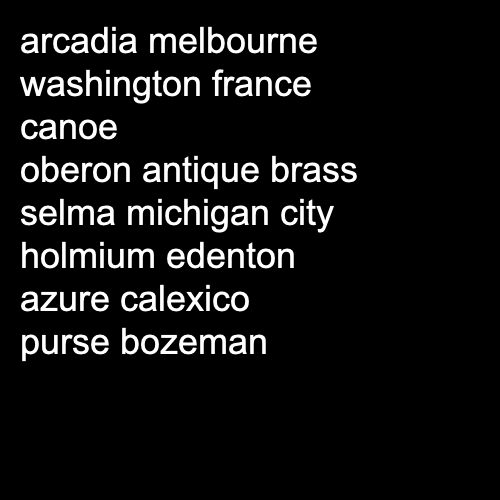 arcadia melbourne
washington france
canoe
oberon antique brass
selma michigan city
holmium edenton
azure calexico
purse bozeman